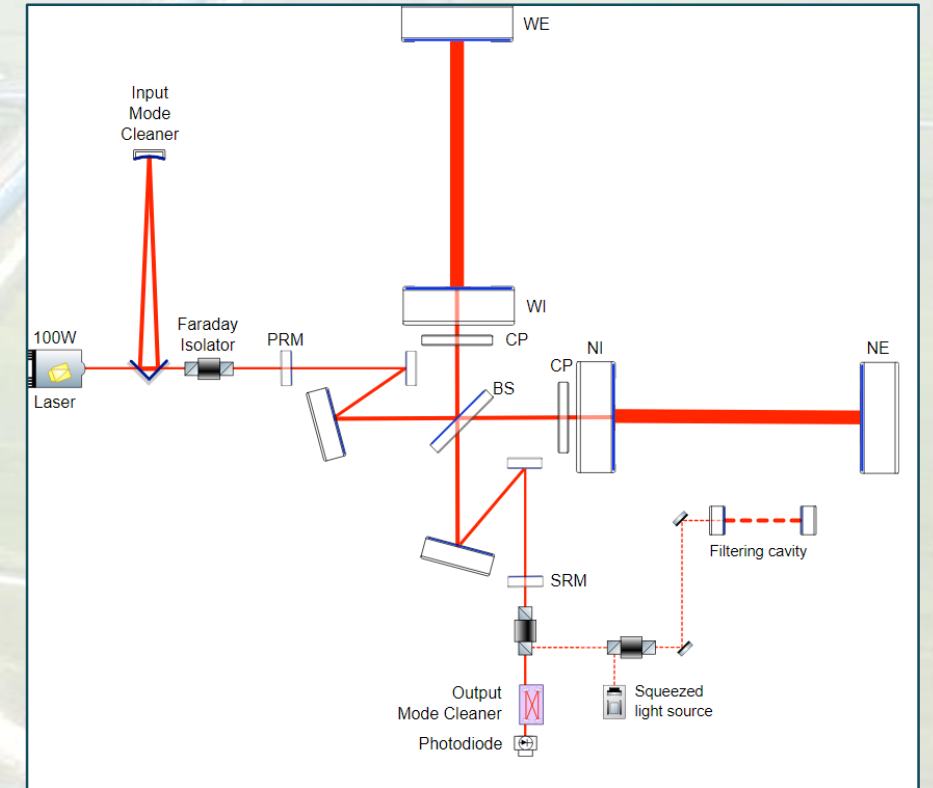 WE
Input
Mode
Cleaner
WI
CP
100W
Faraday
Isolator
PRM
NI
NE
CP
BS
Laser
Filtering cavity
SRM
Output
Mode Cleaner
Squeezed
light source
Photodiode